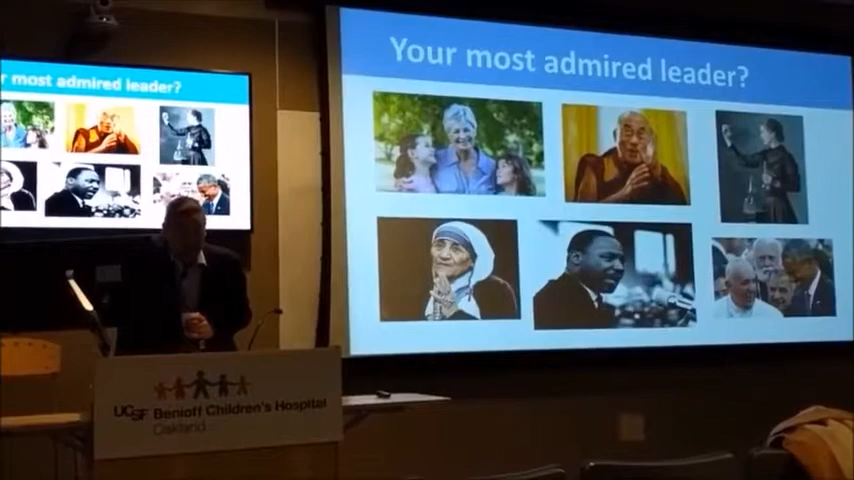 Your most admired leader?
r most admired leader?
UCSF Benioff Children's Hospital
Oakland